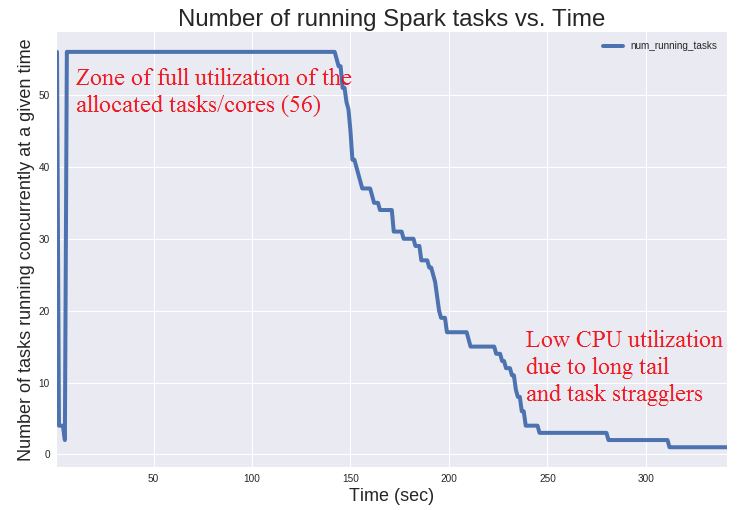 Number of running Spark tasks vs. Time
num_running_tasks
Zone of full utilization of the
allocated tasks/cores (56)
Low CPU utilization
due to long tail
and task stragglers
Number of tasks running concurrently at a given time
50
40
30
20
10
0
50 100 150 200 250 300
Time (sec)